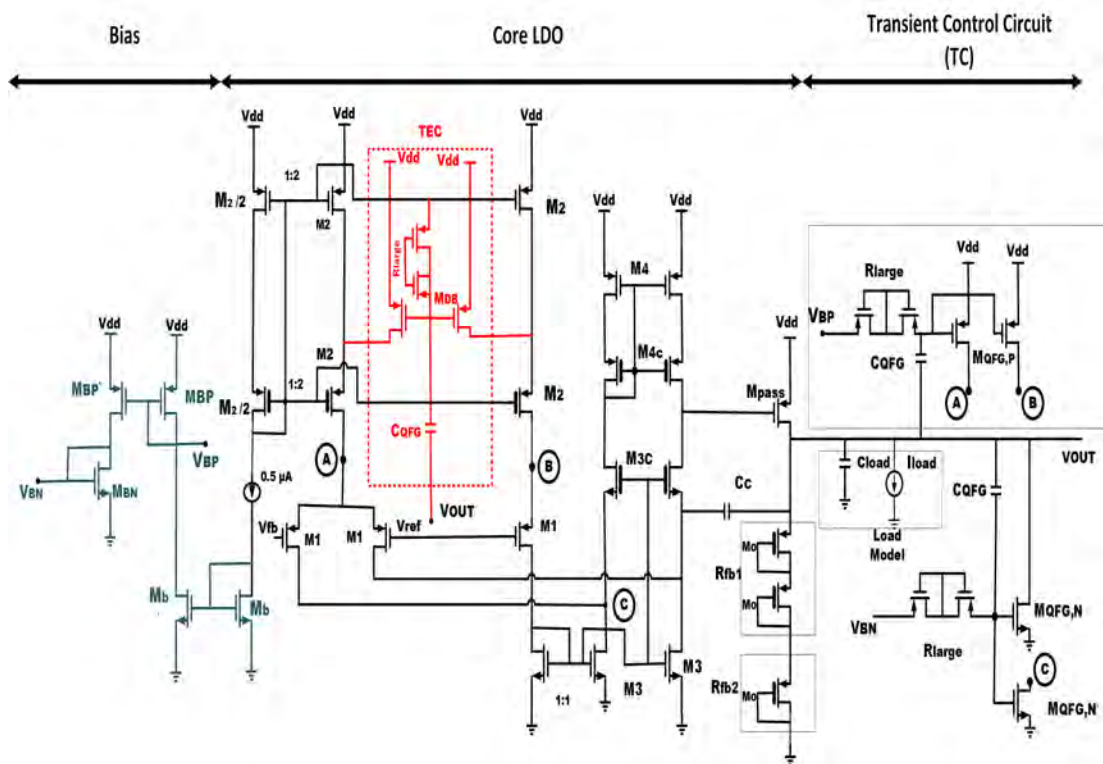 Bias
Core LDO
Transient Control Circuit
(TC)
Vdd
Vdd
Vdd
TEC
Vdd
Vdd
1:2
M2/2
M2
M2
Rlarge
MDB
M4
Vdd
Vdd
M4c
Vdd
Mpass
Rlarge
Vdd
Vdd
VBP
CQFG
MQFG,P
A
B
Vdd
Vdd
MBP'
MBP
VBP
VBN
MBN
M2/2
1:2
M2
M2
CQFG
A
B
0.5 µA
VOUT
M3C
Cc
Vfb
M1
M1
Vref
M1
C
Mb
Mb
M3
M3
1:1
Rfb1
Mo
Mo
Rfb2
Mo
VOUT
Cload
Iload
Load
Model
CQFG
VBN
Rlarge
MQFG,N
C
MQFG,N